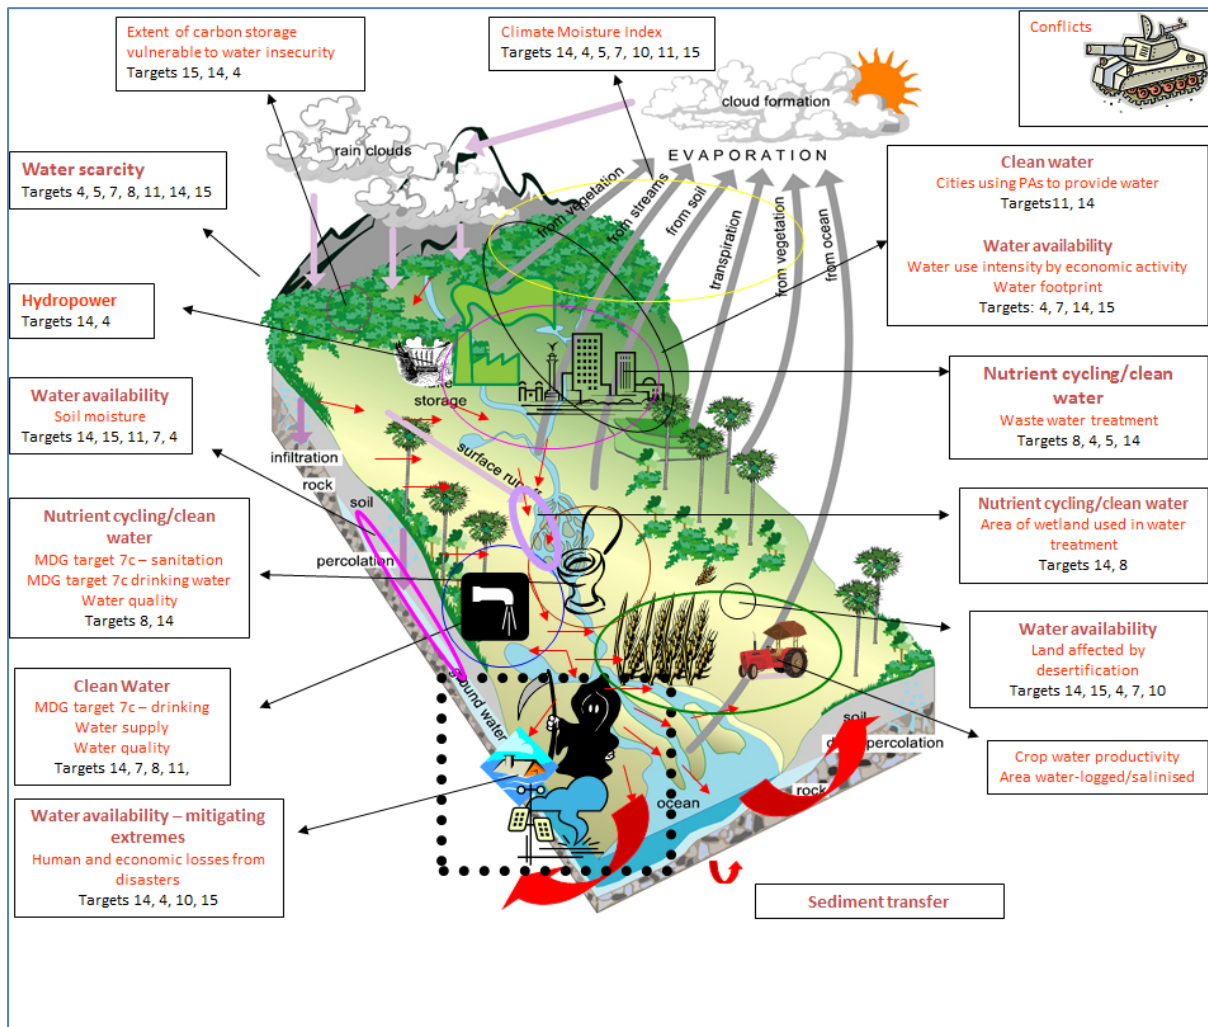 Extent of carbon storage
vulnerable to water insecurity
Targets 15, 14, 4
Climate Moisture Index
Targets 14, 4, 5, 7, 10, 11, 15
Conflicts
cloud formation
rain clouds
EVAPORATION
Water scarcity
Targets 4, 5, 7, 8, 11, 14, 15
Clean water
Cities using PAs to provide water
Targets11, 14
Water availability
Water use intensity by economic activity
Water footprint
Targets: 4, 7, 14, 15
from vegetation
from streams
from soil
transpiration
from vegetation
from ocean
Hydropower
Targets 14, 4
storage
Water availability
Soil moisture
Targets 14, 15, 11, 7, 4
Nutrient cycling/clean
water
Waste water treatment
Targets 8, 4, 5, 14
infiltration
rock
soil
surface
percolation
Nutrient cycling/clean
water
MDG target 7c – sanitation
MDG target 7c drinking water
Water quality
Targets 8, 14
Nutrient cycling/clean water
Area of wetland used in water
treatment
Targets 14, 8
Water availability
Land affected by
desertification
Targets 14, 15, 4, 7, 10
Clean Water
MDG target 7c – drinking
Water supply
Water quality
Targets 14, 7, 8, 11,
ground water
soil
percolation
rock
ocean
Crop water productivity
Area water-logged/salinised
Water availability – mitigating
extremes
Human and economic losses from
disasters
Targets 14, 4, 10, 15
Sediment transfer